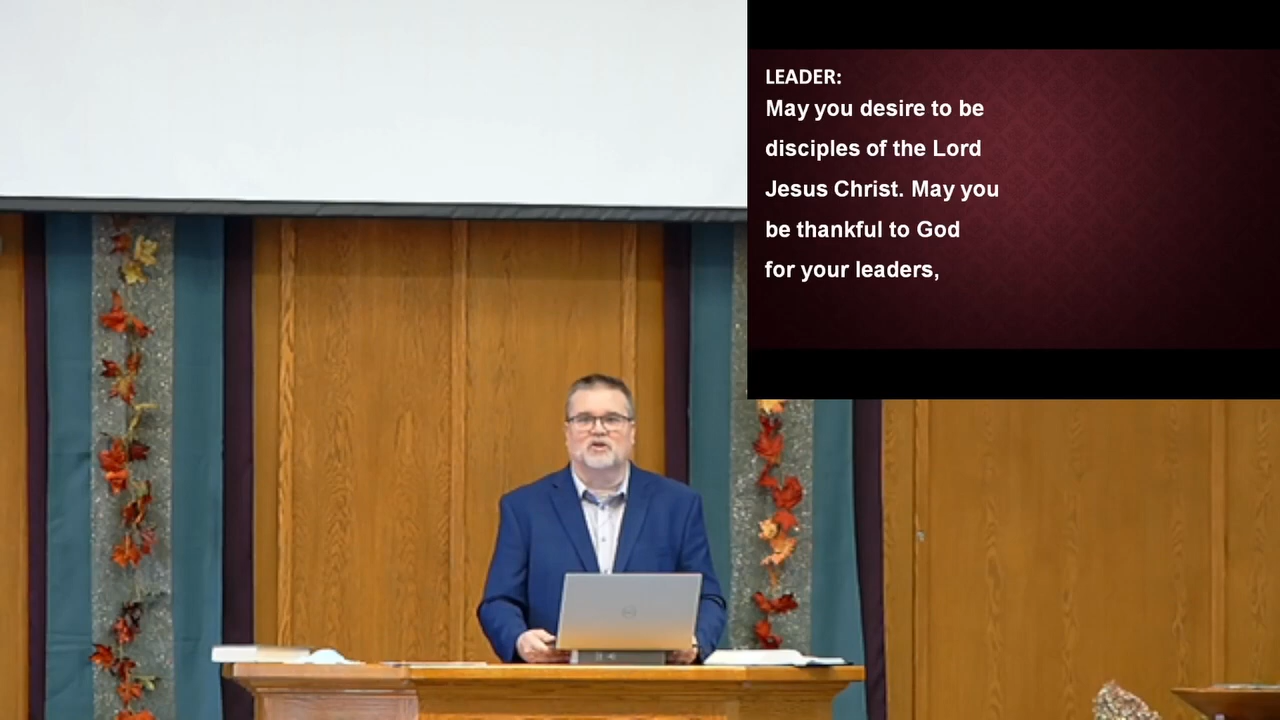 LEADER:
May you desire to be
disciples of the Lord
Jesus Christ. May you
be thankful to God
for your leaders,